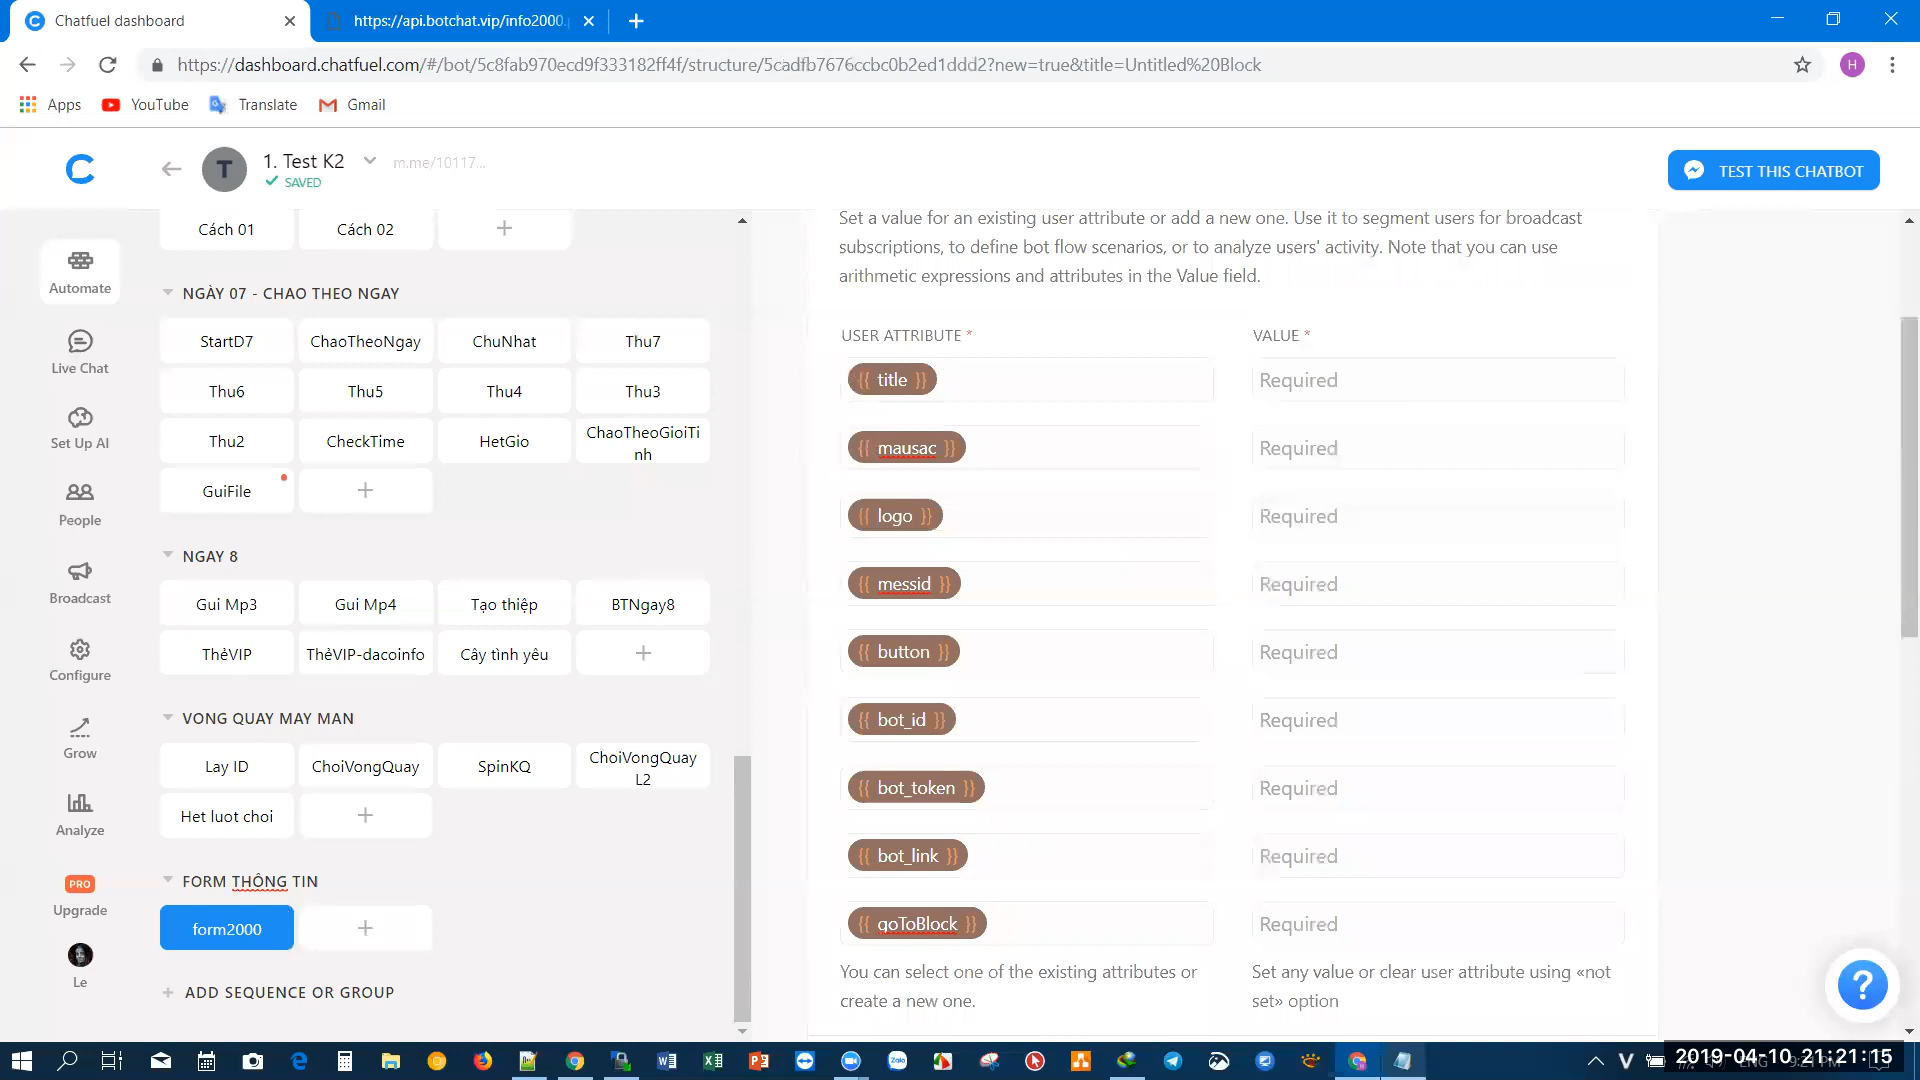 Chatfuel dashboard
https://api.botchat.vip/info2000.
https://dashboard.chatfuel.com/#/bot/5c8fab970ecd9f333182ff4f/structure/5cadfb7676ccbc0b2ed1ddd2?new=true&title=Untitled%20Block
H
Apps YouTube Translate Gmail
T
1. Test K2
m.me/10117...
SAVED
TEST THIS CHATBOT
Automate
Live Chat
Set Up AI
People
Broadcast
Configure
Grow
Analyze
PRO
Upgrade
Le
Cách 01 Cách 02
NGÀY 07 - CHAO THEO NGAY
StartD7 ChaoTheoNgay ChuNhat Thu7
Thu6 Thu5 Thu4 Thu3
Thu2 CheckTime HetGio ChaoTheoGioiTi
nh
GuiFile
NGAY 8
Gui Mp3 Gui Mp4 Tạo thiệp BTNgay8
ThẻVIP ThẻVIP-dacoinfo Cây tình yêu
VONG QUAY MAY MAN
Lay ID ChoiVongQuay SpinKQ ChoiVongQuay
L2
Het luot choi
FORM THÔNG TIN
form2000
ADD SEQUENCE OR GROUP
Set a value for an existing user attribute or add a new one. Use it to segment users for broadcast
subscriptions, to define bot flow scenarios, or to analyze users' activity. Note that you can use
arithmetic expressions and attributes in the Value field.
USER ATTRIBUTE * VALUE *
{{ title }} Required
{{ mausac }} Required
{{ logo }} Required
{{ messid }} Required
{{ button }} Required
{{ bot_id }} Required
{{ bot_token }} Required
{{ bot_link }} Required
{{ goToBlock }} Required
You can select one of the existing attributes or
create a new one.
Set any value or clear user attribute using «not
set» option
?
2019-04-10 21:21:15